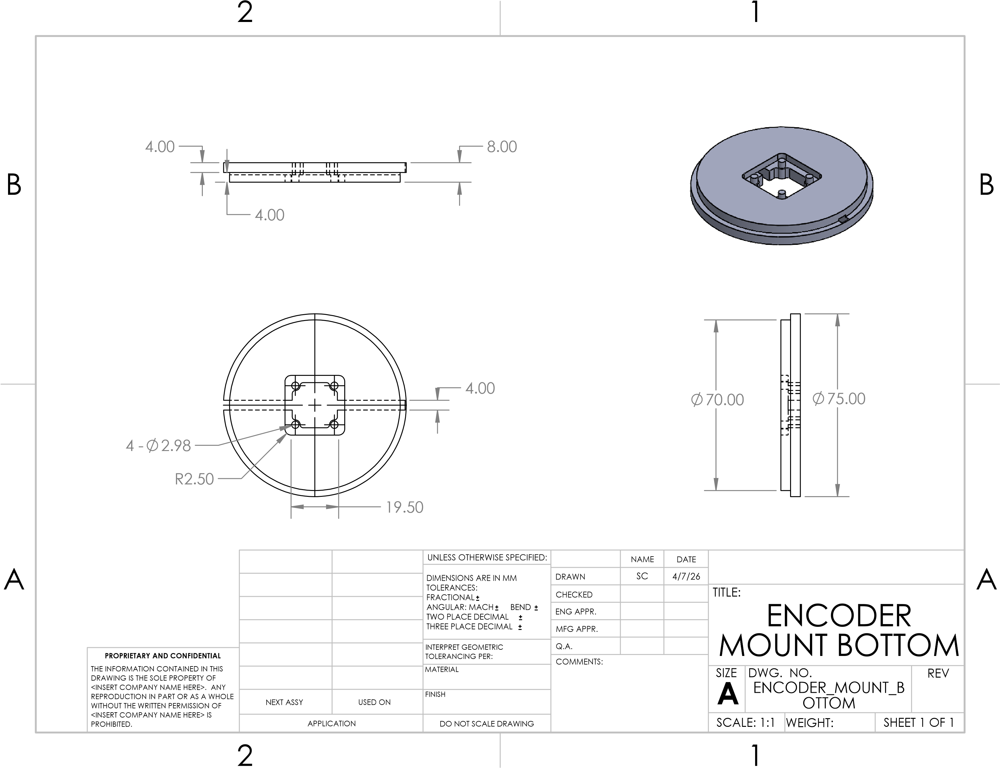 2
1
B
B
4.00
8.00
4.00
4.00
⌀70.00
⌀75.00
4 - ⌀2.98
R2.50
19.50
A
A
UNLESS OTHERWISE SPECIFIED:
DIMENSIONS ARE IN MM
TOLERANCES:
FRACTIONAL ±
ANGULAR: MACH ± BEND ±
TWO PLACE DECIMAL ±
THREE PLACE DECIMAL ±
INTERPRET GEOMETRIC
TOLERANCING PER:
MATERIAL
FINISH
DO NOT SCALE DRAWING
NAME
DATE
DRAWN
SC
4/7/26
CHECKED
ENG APPR.
MFG APPR.
Q.A.
COMMENTS:
PROPRIETARY AND CONFIDENTIAL
THE INFORMATION CONTAINED IN THIS
DRAWING IS THE SOLE PROPERTY OF
<INSERT COMPANY NAME HERE>. ANY
REPRODUCTION IN PART OR AS A WHOLE
WITHOUT THE WRITTEN PERMISSION OF
<INSERT COMPANY NAME HERE> IS
PROHIBITED.
NEXT ASSY
USED ON
APPLICATION
TITLE:
ENCODER
MOUNT BOTTOM
SIZE
A
DWG. NO.
ENCODER_MOUNT_B
OTTOM
REV
SCALE: 1:1
WEIGHT:
SHEET 1 OF 1
2
1